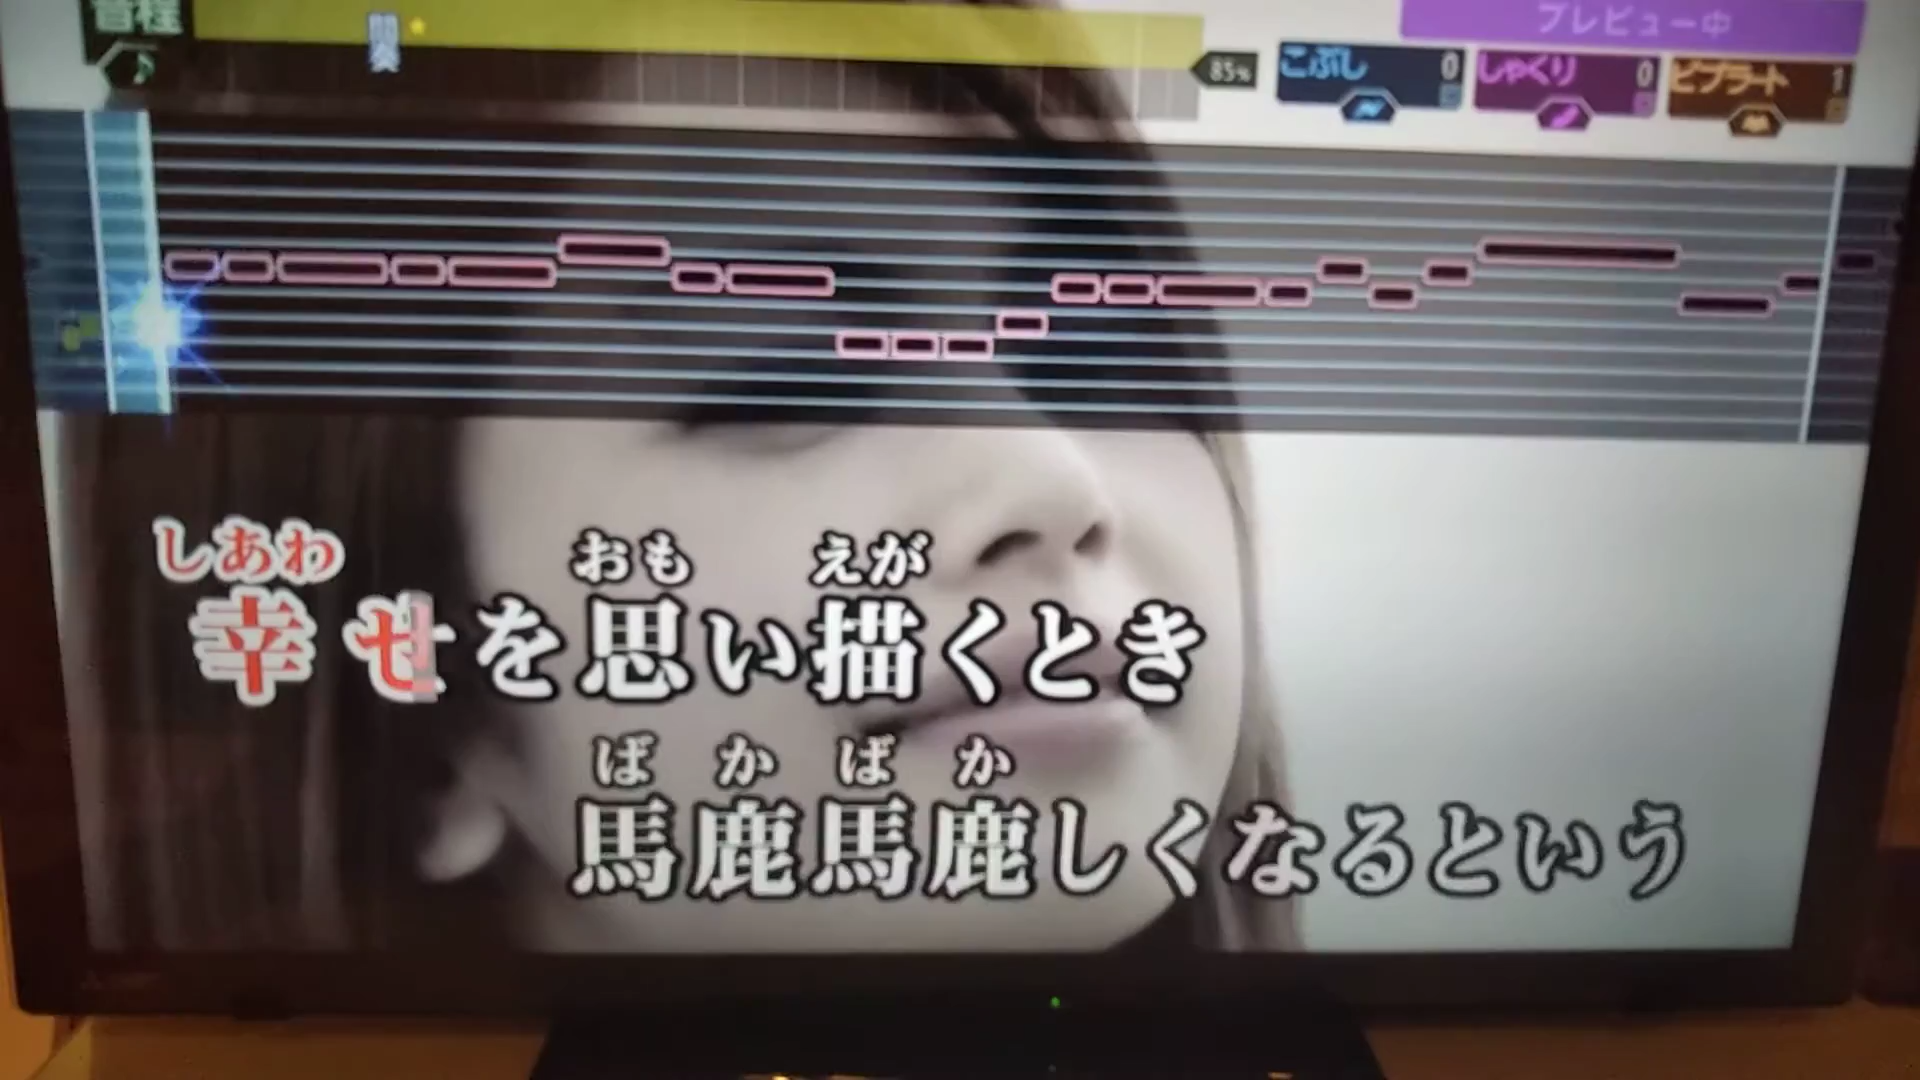 音程
間奏
プレビュー中
85%
こぶし 0
しゃくり 0
ビブラート 1
しあわ おも えが
幸せを思い描くとき
ばかばか
馬鹿馬鹿しくなるという